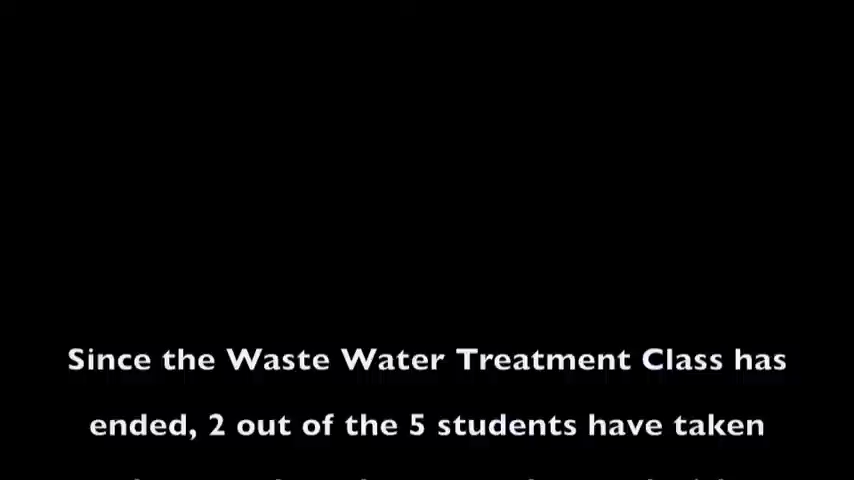 Since the Waste Water Treatment Class has
ended, 2 out of the 5 students have taken